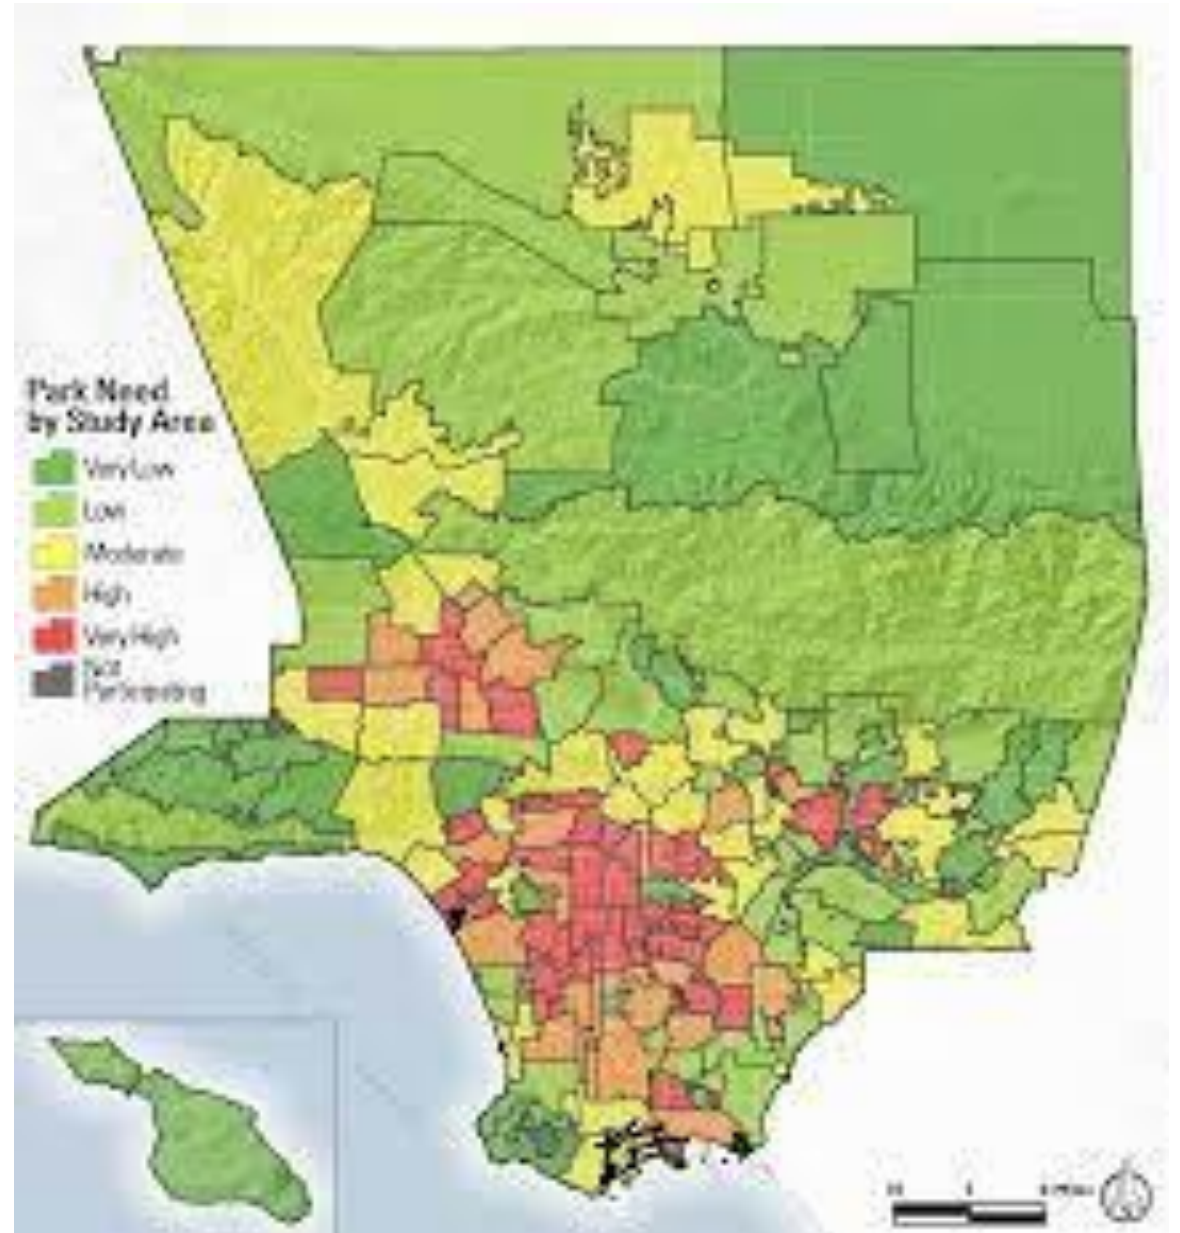 Park Need
by Study Area
Very Low
Low
Moderate
High
Very High
Not
Participating